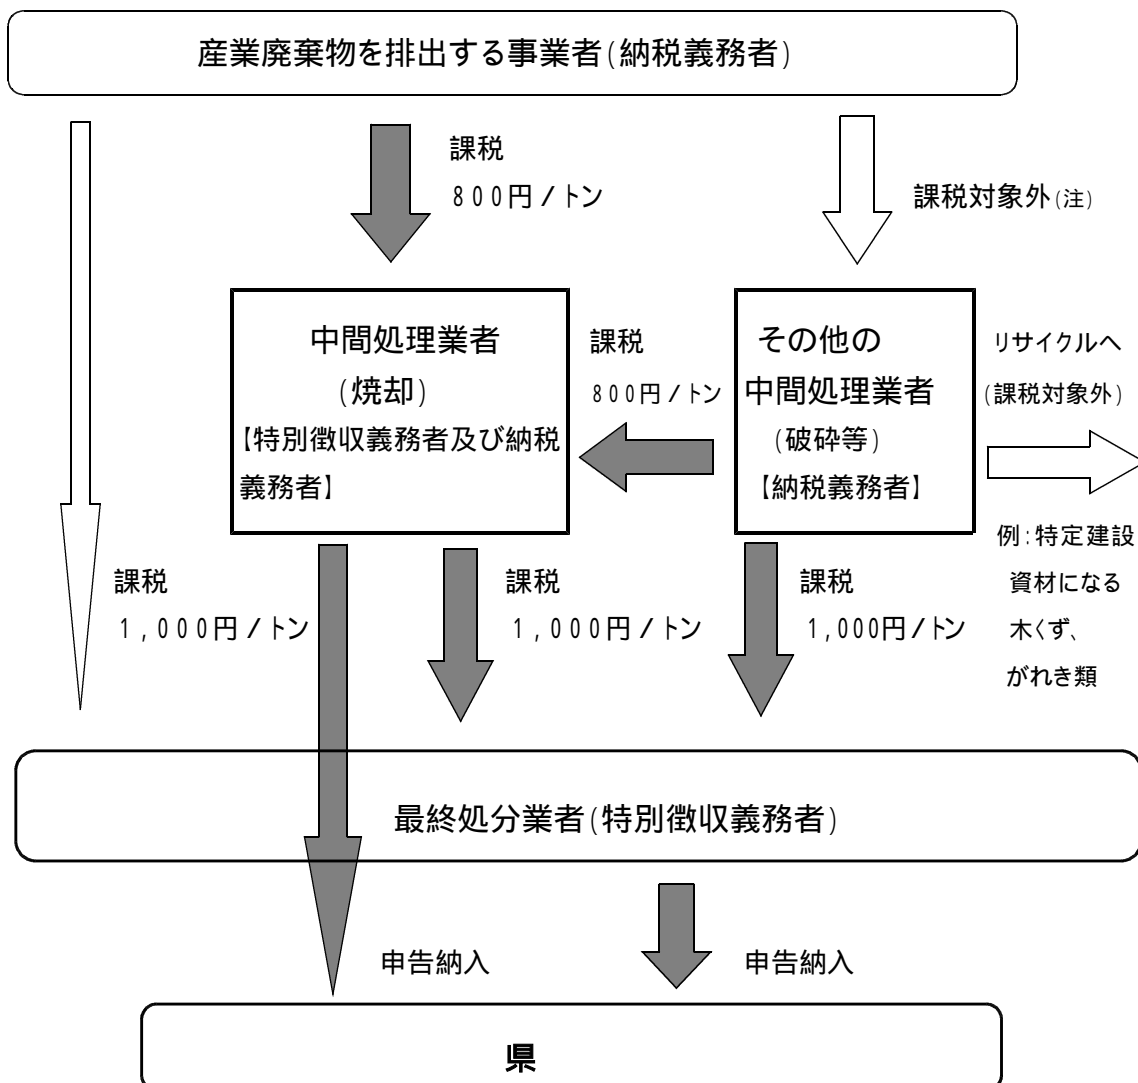 産業廃棄物を排出する事業者(納税義務者)
課税
800円/トン
課税対象外(注)
中間処理業者
(焼却)
【特別徴収義務者及び納税
義務者】
課税
800円/トン
その他の
中間処理業者
(破砕等)
【納税義務者】
リサイクルへ
(課税対象外)
例:特定建設
資材になる
木くず、
がれき類
課税
1,000円/トン
課税
1,000円/トン
課税
1,000円/トン
最終処分業者(特別徴収義務者)
申告納入
申告納入
県